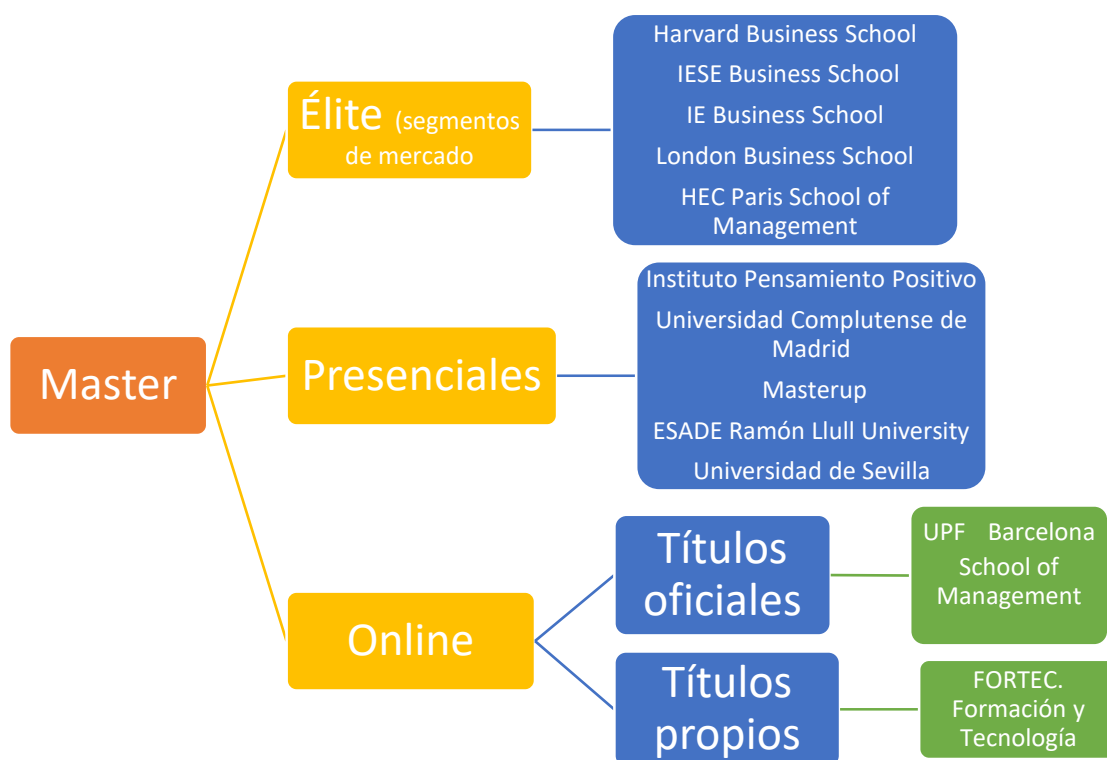 Master
Élite (segmentos
de mercado
Harvard Business School
IESE Business School
IE Business School
London Business School
HEC Paris School of
Management
Presenciales
Instituto Pensamiento Positivo
Universidad Complutense de
Madrid
Masterup
ESADE Ramón Llull University
Universidad de Sevilla
Online
Títulos
oficiales
UPF Barcelona
School of
Management
Títulos
propios
FORTEC.
Formación y
Tecnología